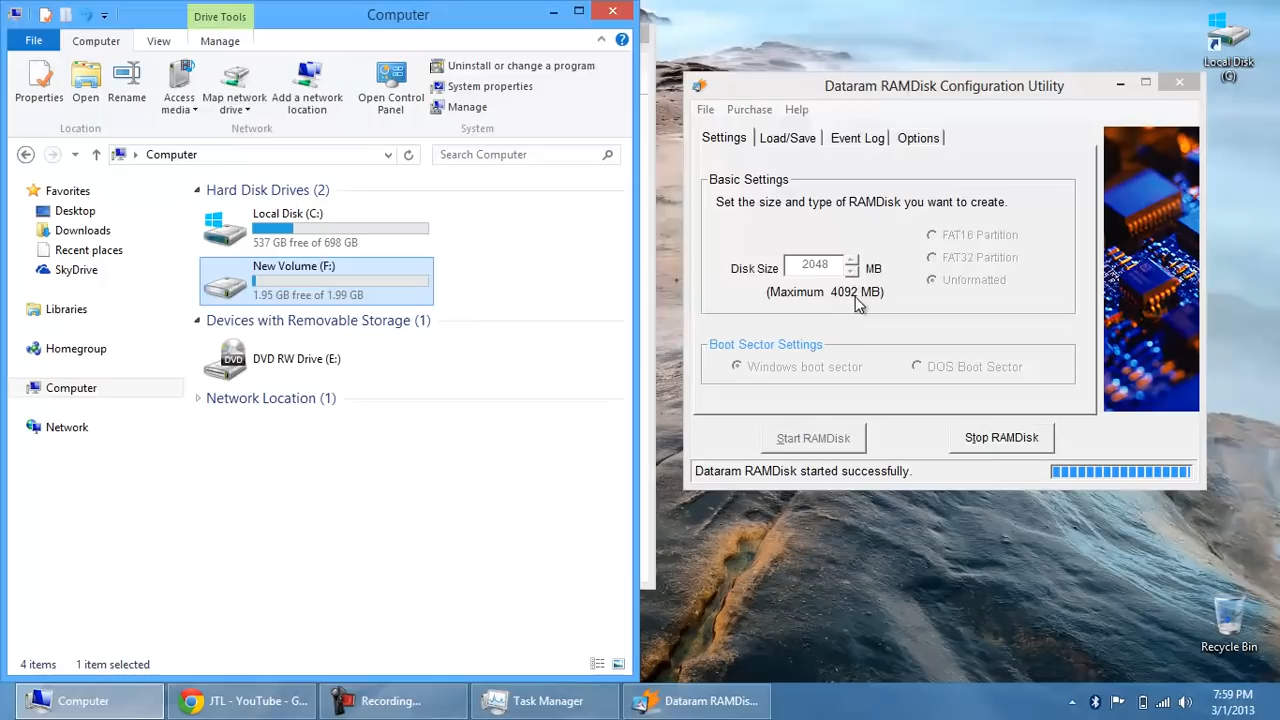 Drive Tools
Computer
File
Computer
View
Manage
Properties
Open
Rename
Access media
Map network drive
Add a network location
Open Control Panel
Uninstall or change a program
System properties
Manage
Location
Network
System
Computer
Search Computer
Favorites
Desktop
Downloads
Recent places
SkyDrive
Libraries
Homegroup
Computer
Network
Hard Disk Drives (2)
Local Disk (C:)
537 GB free of 698 GB
New Volume (F:)
1.95 GB free of 1.99 GB
Devices with Removable Storage (1)
DVD
DVD RW Drive (E:)
Network Location (1)
4 items
1 item selected
Dataram RAMDisk Configuration Utility
File
Purchase
Help
Settings
Load/Save
Event Log
Options
Basic Settings
Set the size and type of RAMDisk you want to create.
FAT16 Partition
FAT32 Partition
Unformatted
Disk Size
2048
MB
(Maximum 4092 MB)
Boot Sector Settings
Windows boot sector
DOS Boot Sector
Start RAMDisk
Stop RAMDisk
Dataram RAMDisk started successfully.
Local Disk
(C)
Recycle Bin
Computer
JTL - YouTube - G...
Recording...
Task Manager
Dataram RAMDis...
7:59 PM
3/1/2013